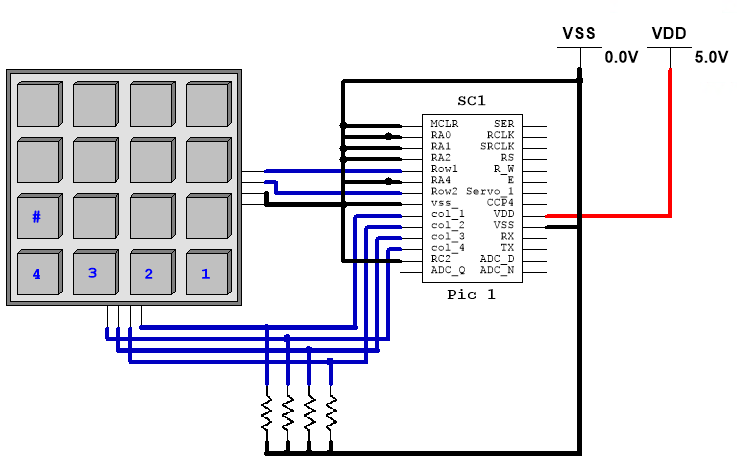 VSS
VDD
0.0V
5.0V
SC1
MCLR SER
RA0 RCLK
RA1 SRCLK
RA2 RS
Row1 R_W
RA4 E
Row2 Servo_1
vss_ CCP4
col_1 VDD
col_2 VSS
col_3 RX
col_4 TX
RC2 ADC_D
ADC_Q ADC_N
Pic 1
#
4 3 2 1